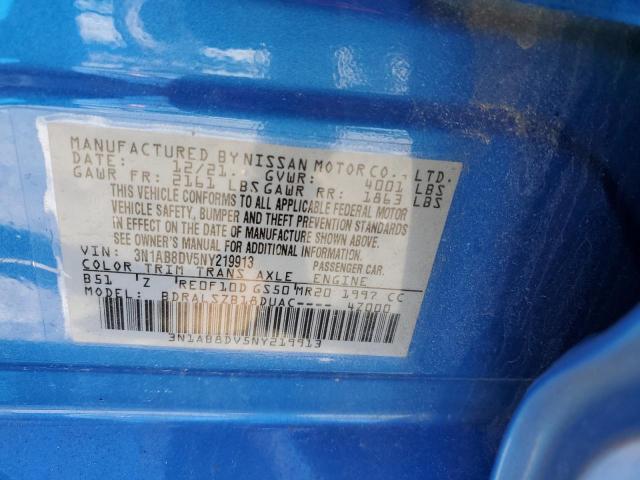 MANUFACTURED BY NISSAN MOTOR CO., LTD.
DATE: 12/21 GVWR: 4001 LBS
GAWR FR: 2161 LBS GAWR RR: 1863 LBS
THIS VEHICLE CONFORMS TO ALL APPLICABLE FEDERAL MOTOR
VEHICLE SAFETY, BUMPER AND THEFT PREVENTION STANDARDS
IN EFFECT ON THE DATE OF MANUFACTURE SHOWN ABOVE.
SEE OWNER'S MANUAL FOR ADDITIONAL INFORMATION.
VIN: 3N1AB8DV5NY219913 PASSENGER CAR.
COLOR TRIM TRANS AXLE ENGINE
B51 Z RE0F10D GS50 MR20 1997 CC
MODEL: BDRALSZB1ADUAC---- 47000
3N1AB8DV5NY219913